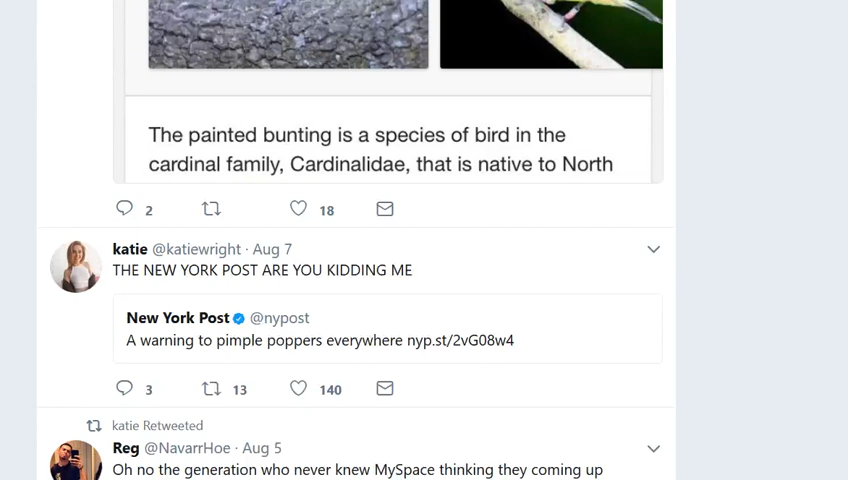 The painted bunting is a species of bird in the
cardinal family, Cardinalidae, that is native to North
2
18
katie @katiewright · Aug 7
THE NEW YORK POST ARE YOU KIDDING ME
New York Post @nypost
A warning to pimple poppers everywhere nyp.st/2vG08w4
3 13 140
katie Retweeted
Reg @NavarrHoe · Aug 5
Oh no the generation who never knew MySpace thinking they coming up